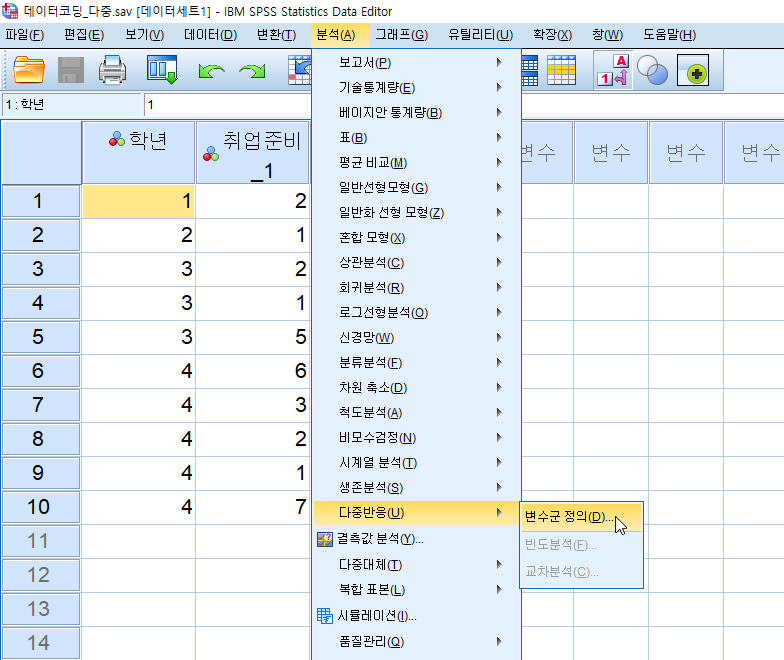 데이터코딩_다중.sav [데이터세트1] - IBM SPSS Statistics Data Editor
파일(F) 편집(E) 보기(V) 데이터(D) 변환(T) 분석(A) 그래프(G) 유틸리티(U) 확장(X) 창(W) 도움말(H)
1 : 학년 1
학년 취업준비_1 변수 변수 변수 변수
1 1 2
2 2 1
3 3 2
4 3 1
5 3 5
6 4 6
7 4 3
8 4 2
9 4 1
10 4 7
11
12
13
14
보고서(P)
기술통계량(E)
베이지안 통계량(B)
표(B)
평균 비교(M)
일반선형모형(G)
일반화 선형 모형(Z)
혼합 모형(X)
상관분석(C)
회귀분석(R)
로그선형분석(O)
신경망(W)
분류분석(F)
차원 축소(D)
척도분석(A)
비모수검정(N)
시계열 분석(T)
생존분석(S)
다중반응(U)
결측값 분석(Y)...
다중대체(T)
복합 표본(L)
시뮬레이션(I)...
품질관리(Q)
변수군 정의(D)...
빈도분석(F)...
교차분석(C)...
A
1